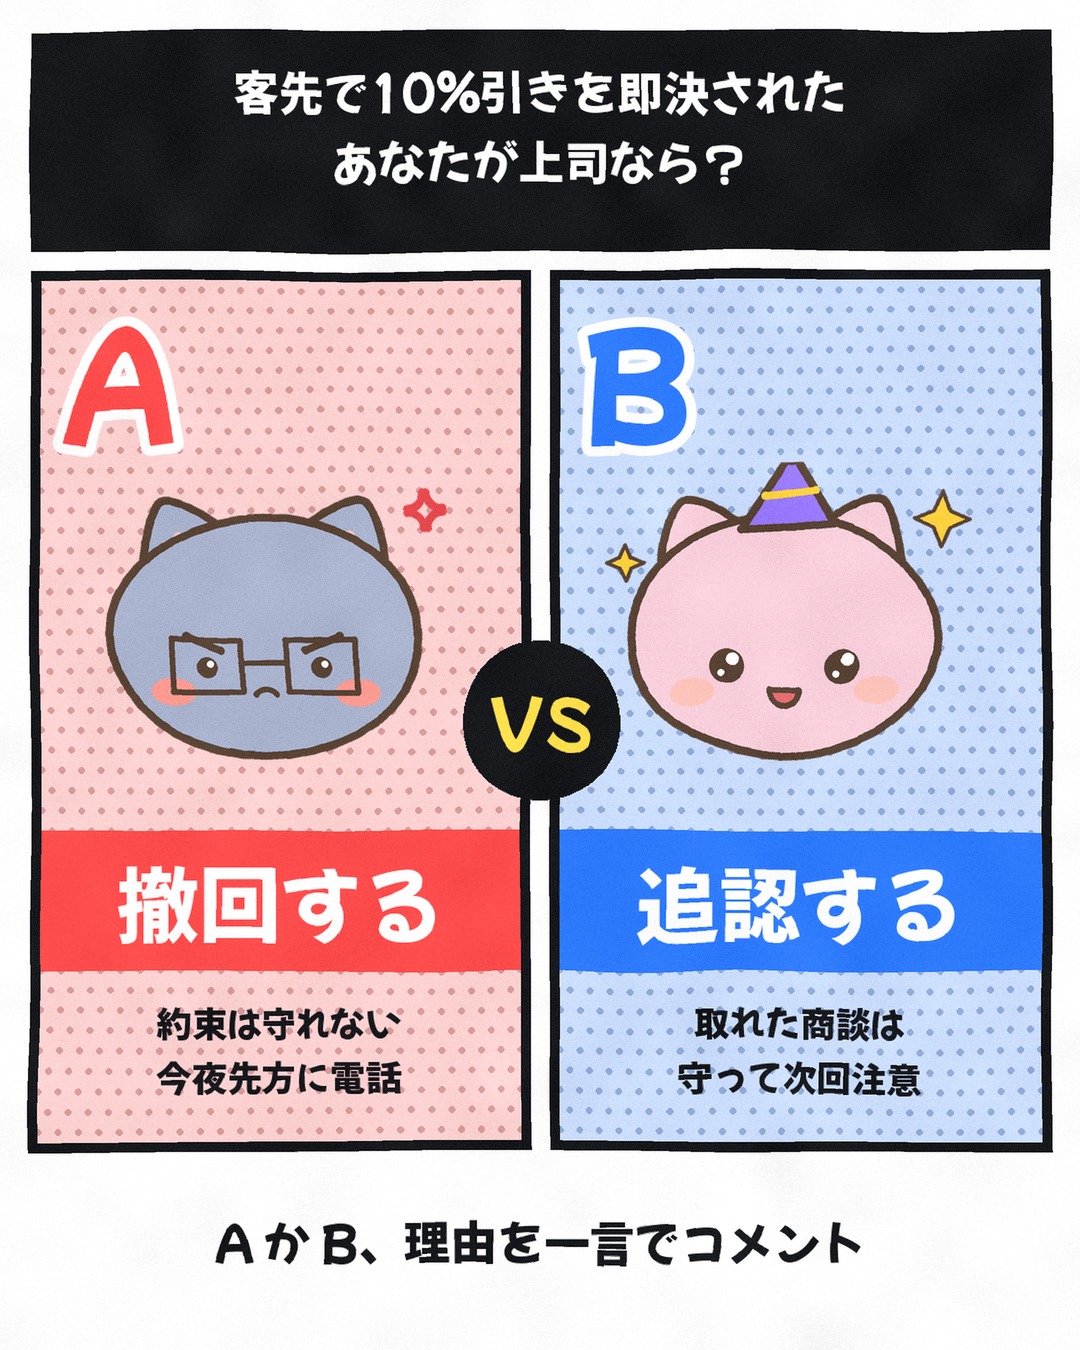 客先で10%引きを即決された
あなたが上司なら？
A
B
VS
撤回する
約束は守れない
今夜先方に電話
追認する
取れた商談は
守って次回注意
AかB、理由を一言でコメント